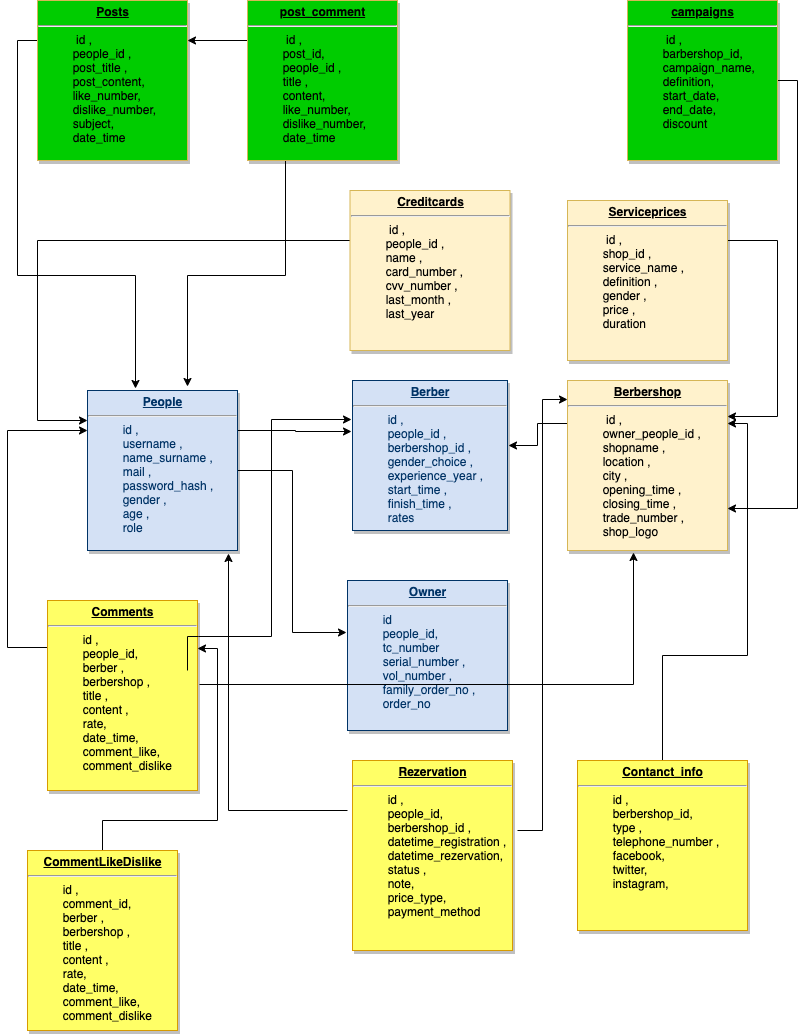 Posts
id ,
people_id ,
post_title ,
post_content,
like_number,
dislike_number,
subject,
date_time
post_comment
id ,
post_id,
people_id ,
title ,
content,
like_number,
dislike_number,
date_time
campaigns
id ,
barbershop_id,
campaign_name,
definition,
start_date,
end_date,
discount
Creditcards
id ,
people_id ,
name ,
card_number ,
cvv_number ,
last_month ,
last_year
Serviceprices
id ,
shop_id ,
service_name ,
definition ,
gender ,
price ,
duration
People
id ,
username ,
name_surname ,
mail ,
password_hash ,
gender ,
age ,
role
Berber
id ,
people_id ,
berbershop_id ,
gender_choice ,
experience_year ,
start_time ,
finish_time ,
rates
Berbershop
id ,
owner_people_id ,
shopname ,
location ,
city ,
opening_time ,
closing_time ,
trade_number ,
shop_logo
Comments
id ,
people_id,
berber ,
berbershop ,
title ,
content ,
rate,
date_time,
comment_like,
comment_dislike
Owner
id
people_id,
tc_number
serial_number ,
vol_number ,
family_order_no ,
order_no
Rezervation
id ,
people_id,
berbershop_id ,
datetime_registration ,
datetime_rezervation,
status ,
note,
price_type,
payment_method
Contanct_info
id ,
berbershop_id,
type ,
telephone_number ,
facebook,
twitter,
instagram,
CommentLikeDislike
id ,
comment_id,
berber ,
berbershop ,
title ,
content ,
rate,
date_time,
comment_like,
comment_dislike